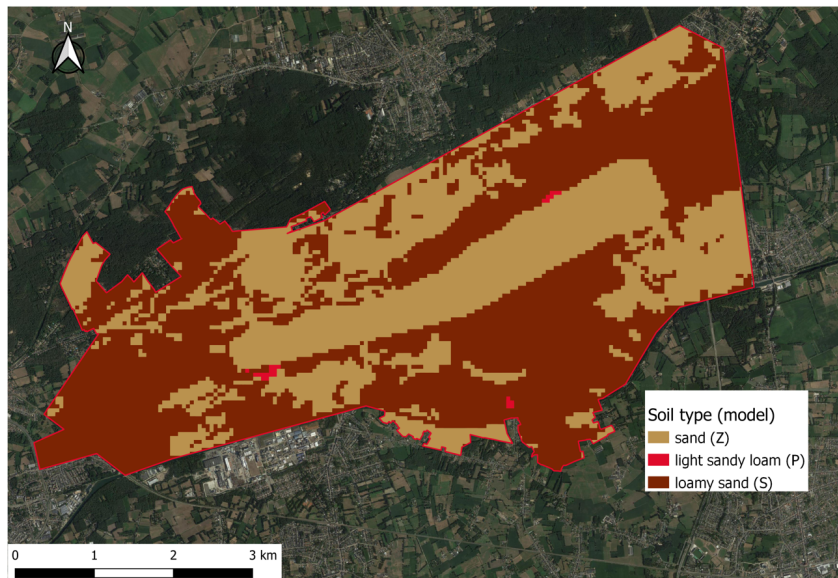 N
Soil type (model)
sand (Z)
light sandy loam (P)
loamy sand (S)
0 1 2 3 km